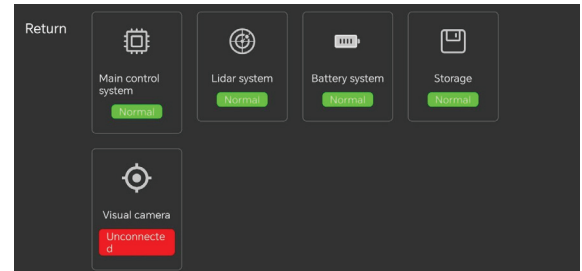 Return
Main control
system
Normal
Lidar system
Normal
Battery system
Normal
Storage
Normal
Visual camera
Unconnecte
d